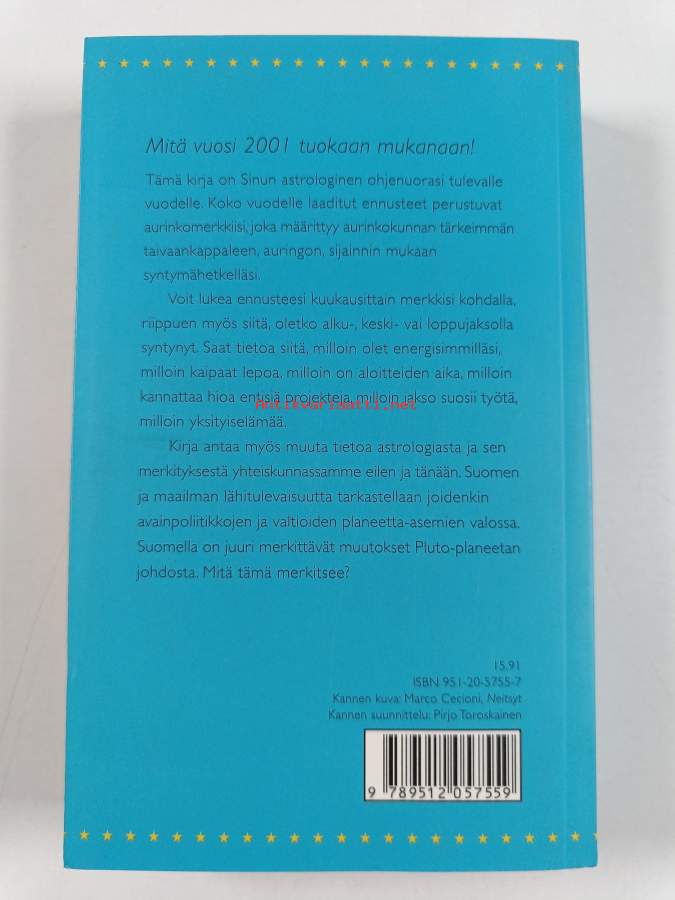 Mitä vuosi 2001 tuokaan mukanaan!
Tämä kirja on Sinun astrologinen ohjenuorasi tulevalle
vuodelle. Koko vuodelle laaditut ennusteet perustuvat
aurinkomerkkiisi, joka määrittyy aurinkokunnan tärkeimmän
taivaankappaleen, auringon, sijainnin mukaan
syntymähetkelläsi.
Voit lukea ennusteesi kuukausittain merkkisi kohdalla,
riippuen myös siitä, oletko alku-, keski- vai loppujaksolla
syntynyt. Saat tietoa siitä, milloin olet energisimmilläsi,
milloin kaipaat lepoa, milloin on aloitteiden aika, milloin
kannattaa hioa entisiä projekteja, milloin jakso suosii työtä,
Antikvariaatti.net
milloin yksityiselämää.
Kirja antaa myös muuta tietoa astrologiasta ja sen
merkityksestä yhteiskunnassamme eilen ja tänään. Suomen
ja maailman lähitulevaisuutta tarkastellaan joidenkin
avainpoliitikkojen ja valtioiden planeetta-asemien valossa.
Suomella on juuri merkittävät muutokset Pluto-planeetan
johdosta. Mitä tämä merkitsee?
15.91
ISBN 951-20-5755-7
Kannen kuva: Marco Cecioni, Neitsyt
Kannen suunnittelu: Pirjo Toroskainen
9 789512 057559